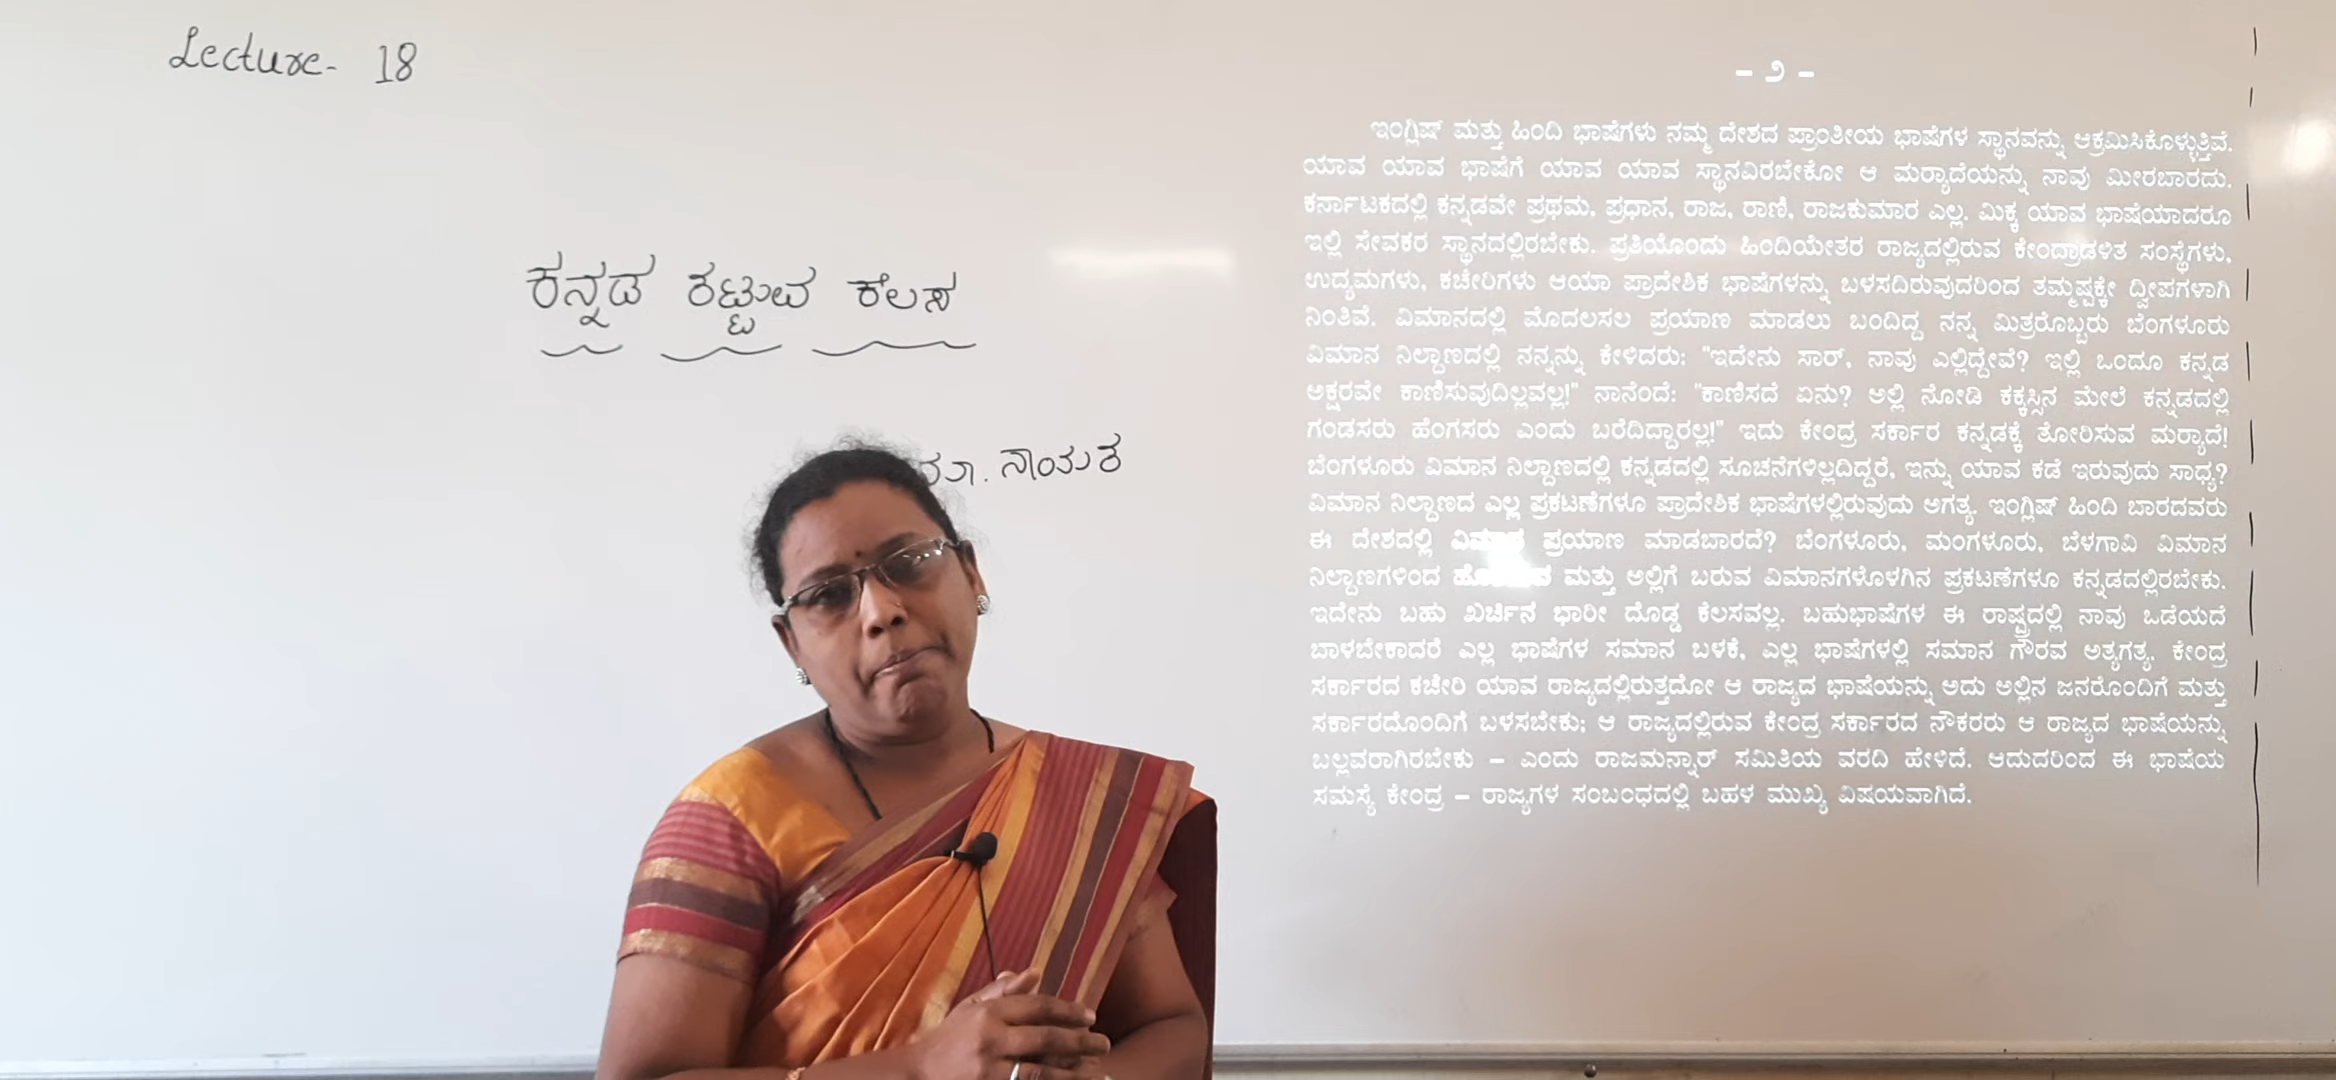 Lecture- 18
ಕನ್ನಡ ಕಟ್ಟುವ ಕೆಲಸ
ಮಾ. ನಾಯಕ
– ೨ –
ಇಂಗ್ಲಿಷ್ ಮತ್ತು ಹಿಂದಿ ಭಾಷೆಗಳು ನಮ್ಮ ದೇಶದ ಪ್ರಾಂತೀಯ ಭಾಷೆಗಳ ಸ್ಥಾನವನ್ನು ಆಕ್ರಮಿಸಿಕೊಳ್ಳುತ್ತಿವೆ.
ಯಾವ ಯಾವ ಭಾಷೆಗೆ ಯಾವ ಯಾವ ಸ್ಥಾನವಿರಬೇಕೋ ಆ ಮರ‍್ಯಾದೆಯನ್ನು ನಾವು ಮೀರಬಾರದು.
ಕರ್ನಾಟಕದಲ್ಲಿ ಕನ್ನಡವೇ ಪ್ರಥಮ, ಪ್ರಧಾನ, ರಾಜ, ರಾಣಿ, ರಾಜಕುಮಾರ ಎಲ್ಲ. ಮಿಕ್ಕ ಯಾವ ಭಾಷೆಯಾದರೂ
ಇಲ್ಲಿ ಸೇವಕರ ಸ್ಥಾನದಲ್ಲಿರಬೇಕು. ಪ್ರತಿಯೊಂದು ಹಿಂದಿಯೇತರ ರಾಜ್ಯದಲ್ಲಿರುವ ಕೇಂದ್ರಾಡಳಿತ ಸಂಸ್ಥೆಗಳು,
ಉದ್ಯಮಗಳು, ಕಚೇರಿಗಳು ಆಯಾ ಪ್ರಾದೇಶಿಕ ಭಾಷೆಗಳನ್ನು ಬಳಸದಿರುವುದರಿಂದ ತಮ್ಮಷ್ಟಕ್ಕೇ ದ್ವೀಪಗಳಾಗಿ
ನಿಂತಿವೆ. ವಿಮಾನದಲ್ಲಿ ಮೊದಲಸಲ ಪ್ರಯಾಣ ಮಾಡಲು ಬಂದಿದ್ದ ನನ್ನ ಮಿತ್ರರೊಬ್ಬರು ಬೆಂಗಳೂರು
ವಿಮಾನ ನಿಲ್ದಾಣದಲ್ಲಿ ನನ್ನನ್ನು ಕೇಳಿದರು: "ಇದೇನು ಸಾರ್, ನಾವು ಎಲ್ಲಿದ್ದೇವೆ? ಇಲ್ಲಿ ಒಂದೂ ಕನ್ನಡ
ಅಕ್ಷರವೇ ಕಾಣಿಸುವುದಿಲ್ಲವಲ್ಲ!" ನಾನೆಂದೆ: "ಕಾಣಿಸದೆ ಏನು? ಅಲ್ಲಿ ನೋಡಿ ಕಕ್ಕಸ್ಸಿನ ಮೇಲೆ ಕನ್ನಡದಲ್ಲಿ
ಗಂಡಸರು ಹೆಂಗಸರು ಎಂದು ಬರೆದಿದ್ದಾರಲ್ಲ!" ಇದು ಕೇಂದ್ರ ಸರ್ಕಾರ ಕನ್ನಡಕ್ಕೆ ತೋರಿಸುವ ಮರ‍್ಯಾದೆ!
ಬೆಂಗಳೂರು ವಿಮಾನ ನಿಲ್ದಾಣದಲ್ಲಿ ಕನ್ನಡದಲ್ಲಿ ಸೂಚನೆಗಳಿಲ್ಲದಿದ್ದರೆ, ಇನ್ನು ಯಾವ ಕಡೆ ಇರುವುದು ಸಾಧ್ಯ?
ವಿಮಾನ ನಿಲ್ದಾಣದ ಎಲ್ಲ ಪ್ರಕಟಣೆಗಳೂ ಪ್ರಾದೇಶಿಕ ಭಾಷೆಗಳಲ್ಲಿರುವುದು ಅಗತ್ಯ. ಇಂಗ್ಲಿಷ್ ಹಿಂದಿ ಬಾರದವರು
ಈ ದೇಶದಲ್ಲಿ ವಿಮಾನ ಪ್ರಯಾಣ ಮಾಡಬಾರದೆ? ಬೆಂಗಳೂರು, ಮಂಗಳೂರು, ಬೆಳಗಾವಿ ವಿಮಾನ
ನಿಲ್ದಾಣಗಳಿಂದ ಮತ್ತು ಅಲ್ಲಿಗೆ ಬರುವ ವಿಮಾನಗಳೊಳಗಿನ ಪ್ರಕಟಣೆಗಳೂ ಕನ್ನಡದಲ್ಲಿರಬೇಕು.
ಇದೇನು ಬಹು ಖರ್ಚಿನ ಭಾರೀ ದೊಡ್ಡ ಕೆಲಸವಲ್ಲ. ಬಹುಭಾಷೆಗಳ ಈ ರಾಷ್ಟ್ರದಲ್ಲಿ ನಾವು ಒಡೆಯದೆ
ಬಾಳಬೇಕಾದರೆ ಎಲ್ಲ ಭಾಷೆಗಳ ಸಮಾನ ಬಳಕೆ, ಎಲ್ಲ ಭಾಷೆಗಳಲ್ಲಿ ಸಮಾನ ಗೌರವ ಅತ್ಯಗತ್ಯ. ಕೇಂದ್ರ
ಸರ್ಕಾರದ ಕಚೇರಿ ಯಾವ ರಾಜ್ಯದಲ್ಲಿರುತ್ತದೋ ಆ ರಾಜ್ಯದ ಭಾಷೆಯನ್ನು ಅದು ಅಲ್ಲಿನ ಜನರೊಂದಿಗೆ ಮತ್ತು
ಸರ್ಕಾರದೊಂದಿಗೆ ಬಳಸಬೇಕು; ಆ ರಾಜ್ಯದಲ್ಲಿರುವ ಕೇಂದ್ರ ಸರ್ಕಾರದ ನೌಕರರು ಆ ರಾಜ್ಯದ ಭಾಷೆಯನ್ನು
ಬಲ್ಲವರಾಗಿರಬೇಕು – ಎಂದು ರಾಜಮನ್ನಾರ್ ಸಮಿತಿಯ ವರದಿ ಹೇಳಿದೆ. ಆದುದರಿಂದ ಈ ಭಾಷೆಯ
ಸಮಸ್ಯೆ ಕೇಂದ್ರ – ರಾಜ್ಯಗಳ ಸಂಬಂಧದಲ್ಲಿ ಬಹಳ ಮುಖ್ಯ ವಿಷಯವಾಗಿದೆ.